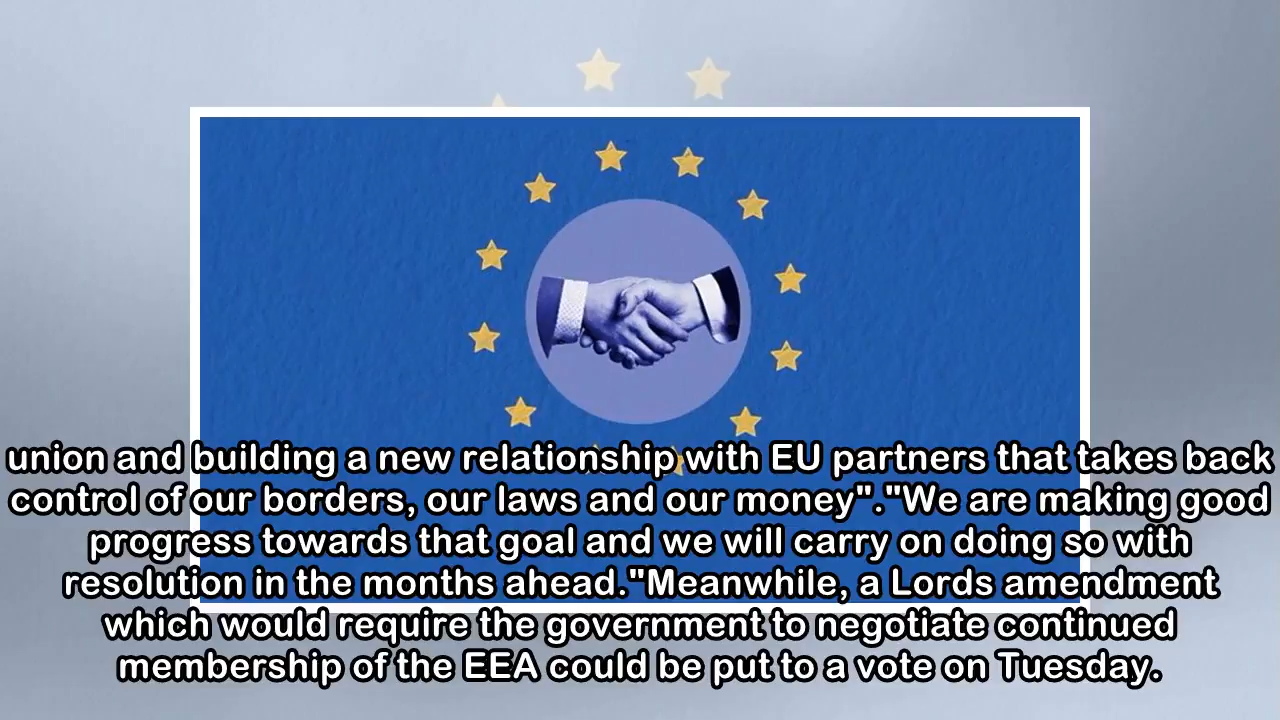 union and building a new relationship with EU partners that takes back
control of our borders, our laws and our money"."We are making good
progress towards that goal and we will carry on doing so with
resolution in the months ahead."Meanwhile, a Lords amendment
which would require the government to negotiate continued
membership of the EEA could be put to a vote on Tuesday.